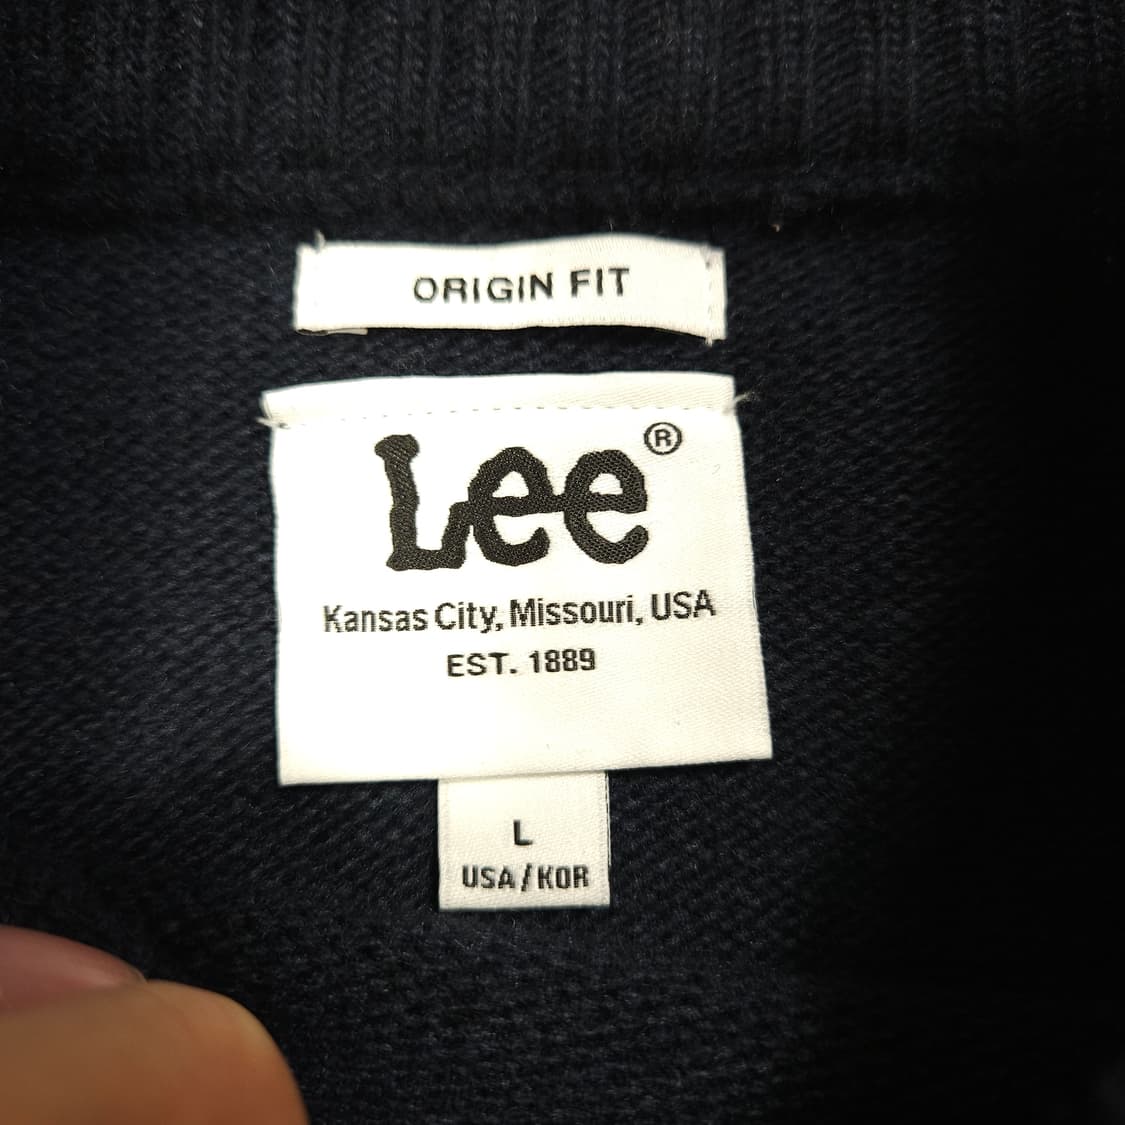 ORIGIN FIT
Lee®
Kansas City, Missouri, USA
EST. 1889
L
USA/KOR